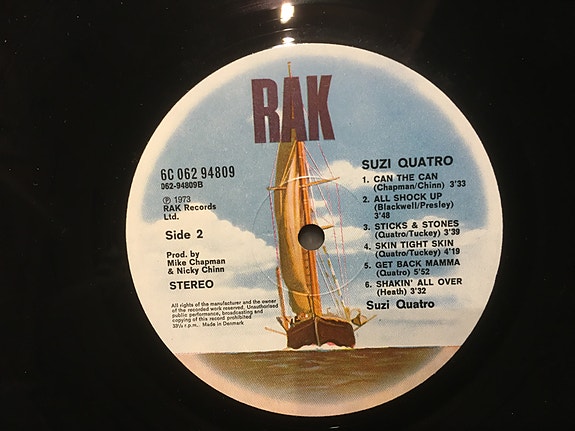 RAK
6C 062 94809
062-94809B
℗ 1973
RAK Records
Ltd.
Side 2
Prod. by
Mike Chapman
& Nicky Chinn
STEREO
All rights of the manufacturer and the owner
of the recorded work reserved. Unauthorised
public performance, broadcasting and
copying of this record prohibited
33⅓ r.p.m. Made in Denmark
SUZI QUATRO
1. CAN THE CAN
(Chapman/Chinn) 3'33
2. ALL SHOCK UP
(Blackwell/Presley)
3'48
3. STICKS & STONES
(Quatro/Tuckey) 3'39
4. SKIN TIGHT SKIN
(Quatro/Tuckey) 4'19
5. GET BACK MAMMA
(Quatro) 5'52
6. SHAKIN' ALL OVER
(Heath) 3'32
Suzi Quatro